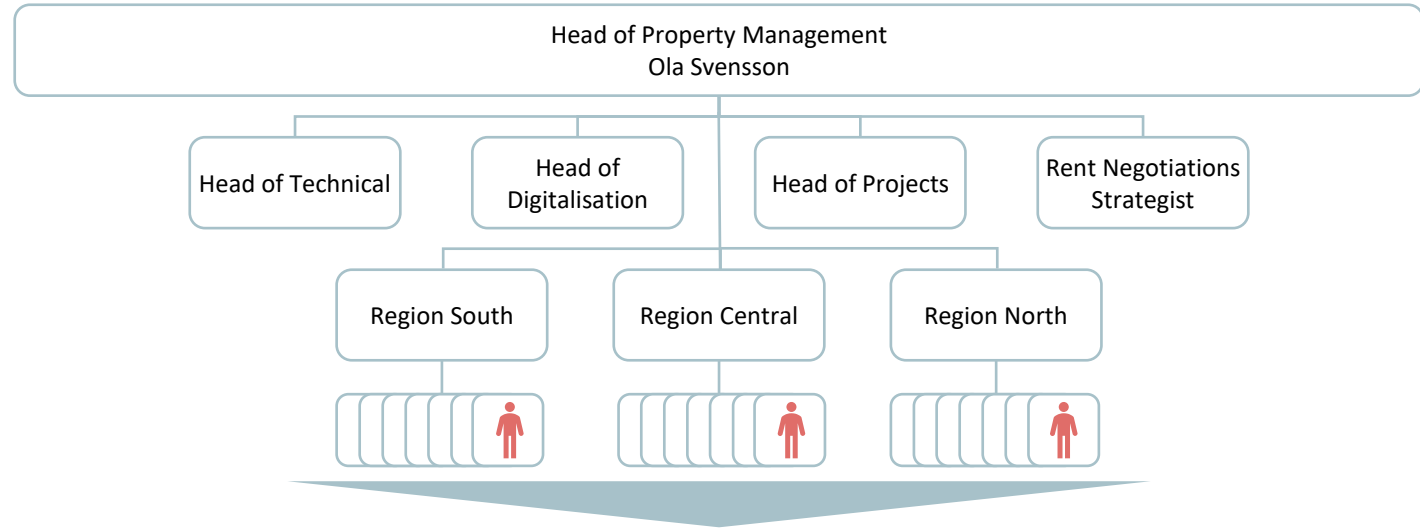 Head of Property Management
Ola Svensson
Head of Technical
Head of
Digitalisation
Head of Projects
Rent Negotiations
Strategist
Region South
Region Central
Region North